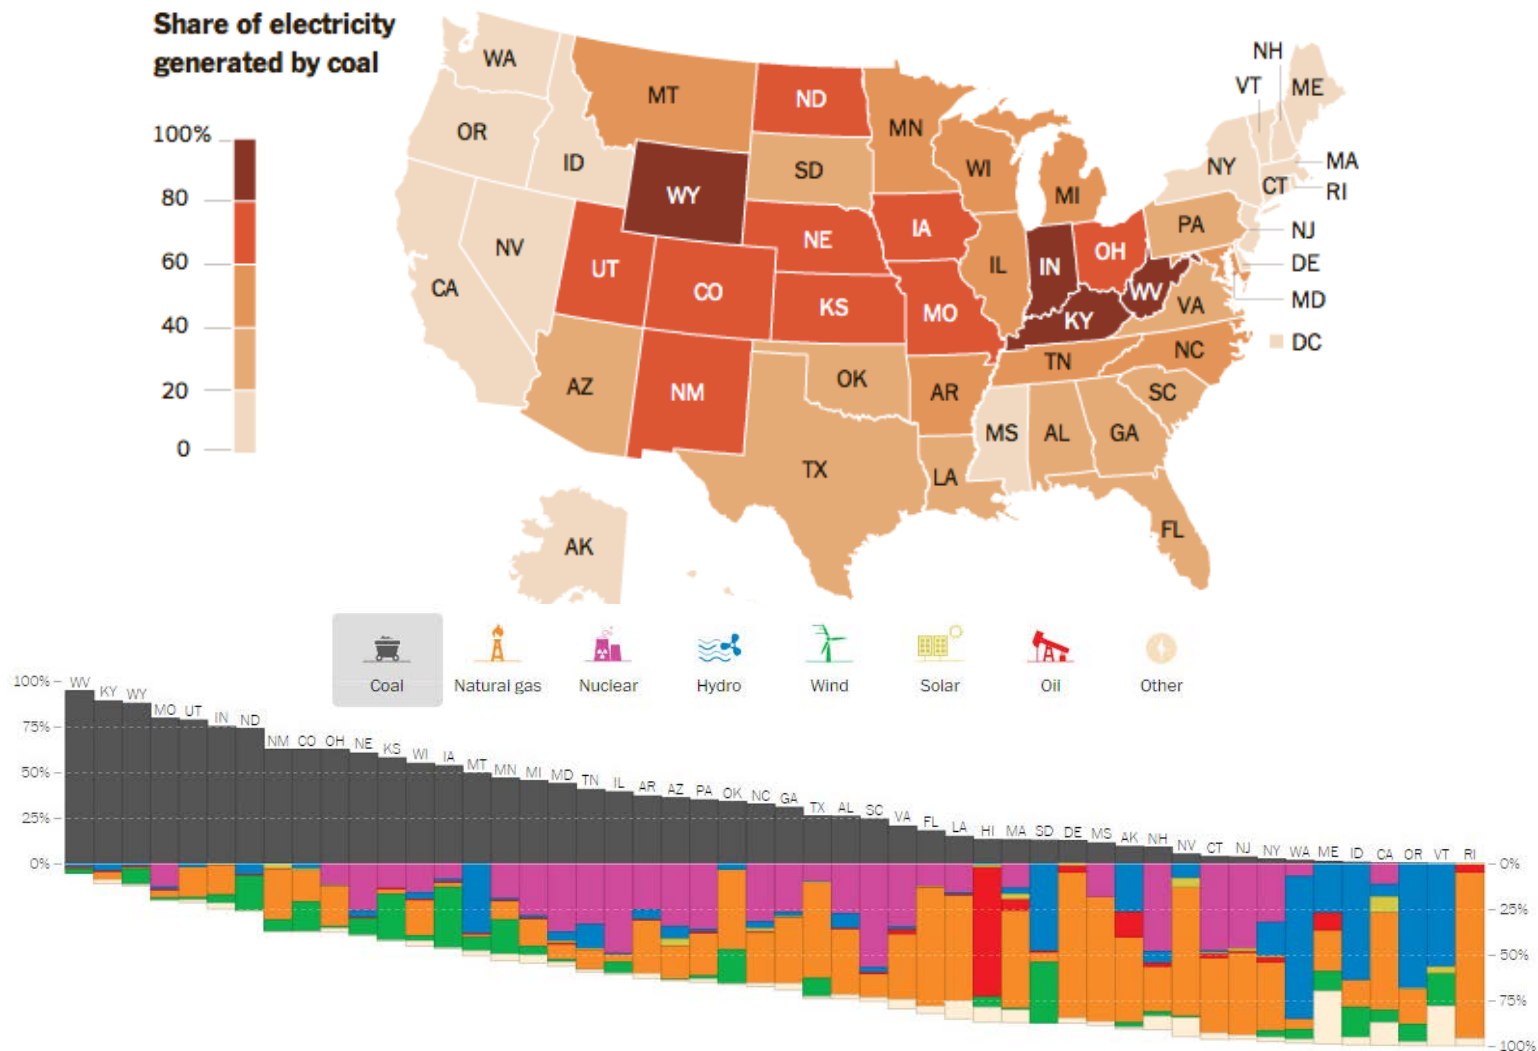 Share of electricity
generated by coal
100%
80
60
40
20
0
WA
OR
CA
NV
ID
MT
WY
UT
AZ
CO
NM
ND
SD
NE
KS
OK
TX
MN
IA
MO
AR
LA
WI
IL
MS
MI
IN
KY
TN
AL
OH
WV
GA
FL
SC
NC
VA
PA
NY
VT
NH
ME
MA
CT
RI
NJ
DE
MD
DC
AK
Coal Natural gas Nuclear Hydro Wind Solar Oil Other
100%
75%
50%
25%
0%
WV KY WY MO UT IN ND NM CO OH NE KS WI IA MT MN MI MD TN IL AR AZ PA OK NC GA TX AL SC VA FL LA HI MA SD DE MS AK NH NV CT NJ NY WA ME ID CA OR VT RI
0%
25%
50%
75%
100%